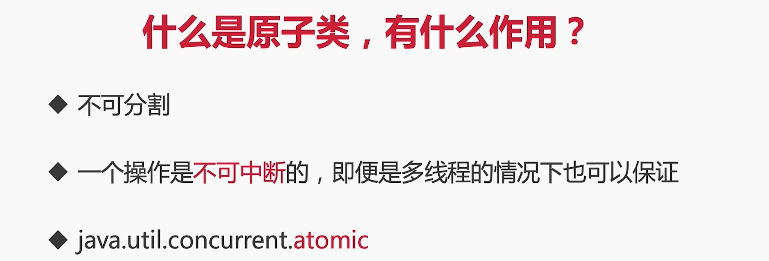 什么是原子类，有什么作用？
◆ 不可分割
◆ 一个操作是不可中断的，即便是多线程的情况下也可以保证
◆ java.util.concurrent.atomic